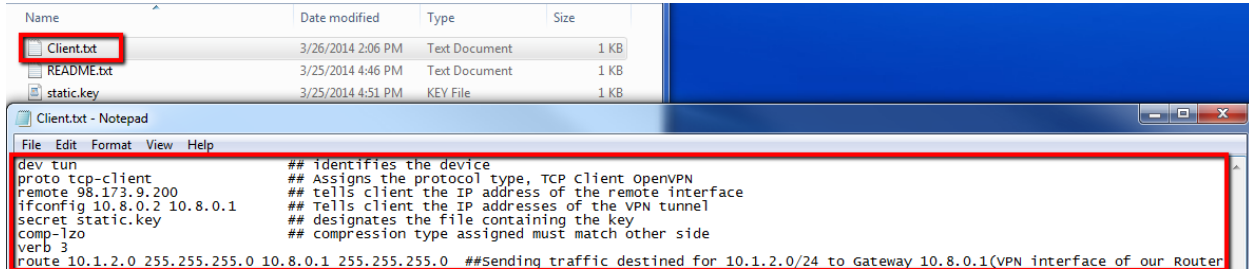 Name Date modified Type Size
Client.txt 3/26/2014 2:06 PM Text Document 1 KB
README.txt 3/25/2014 4:46 PM Text Document 1 KB
static.key 3/25/2014 4:51 PM KEY File 1 KB
Client.txt - Notepad
File Edit Format View Help
dev tun ## identifies the device
proto tcp-client ## Assigns the protocol type, TCP Client OpenVPN
remote 98.173.9.200 ## tells client the IP address of the remote interface
ifconfig 10.8.0.2 10.8.0.1 ## Tells client the IP addresses of the VPN tunnel
secret static.key ## designates the file containing the key
comp-lzo ## compression type assigned must match other side
verb 3
route 10.1.2.0 255.255.255.0 10.8.0.1 255.255.255.0 ##Sending traffic destined for 10.1.2.0/24 to Gateway 10.8.0.1(VPN interface of our Router